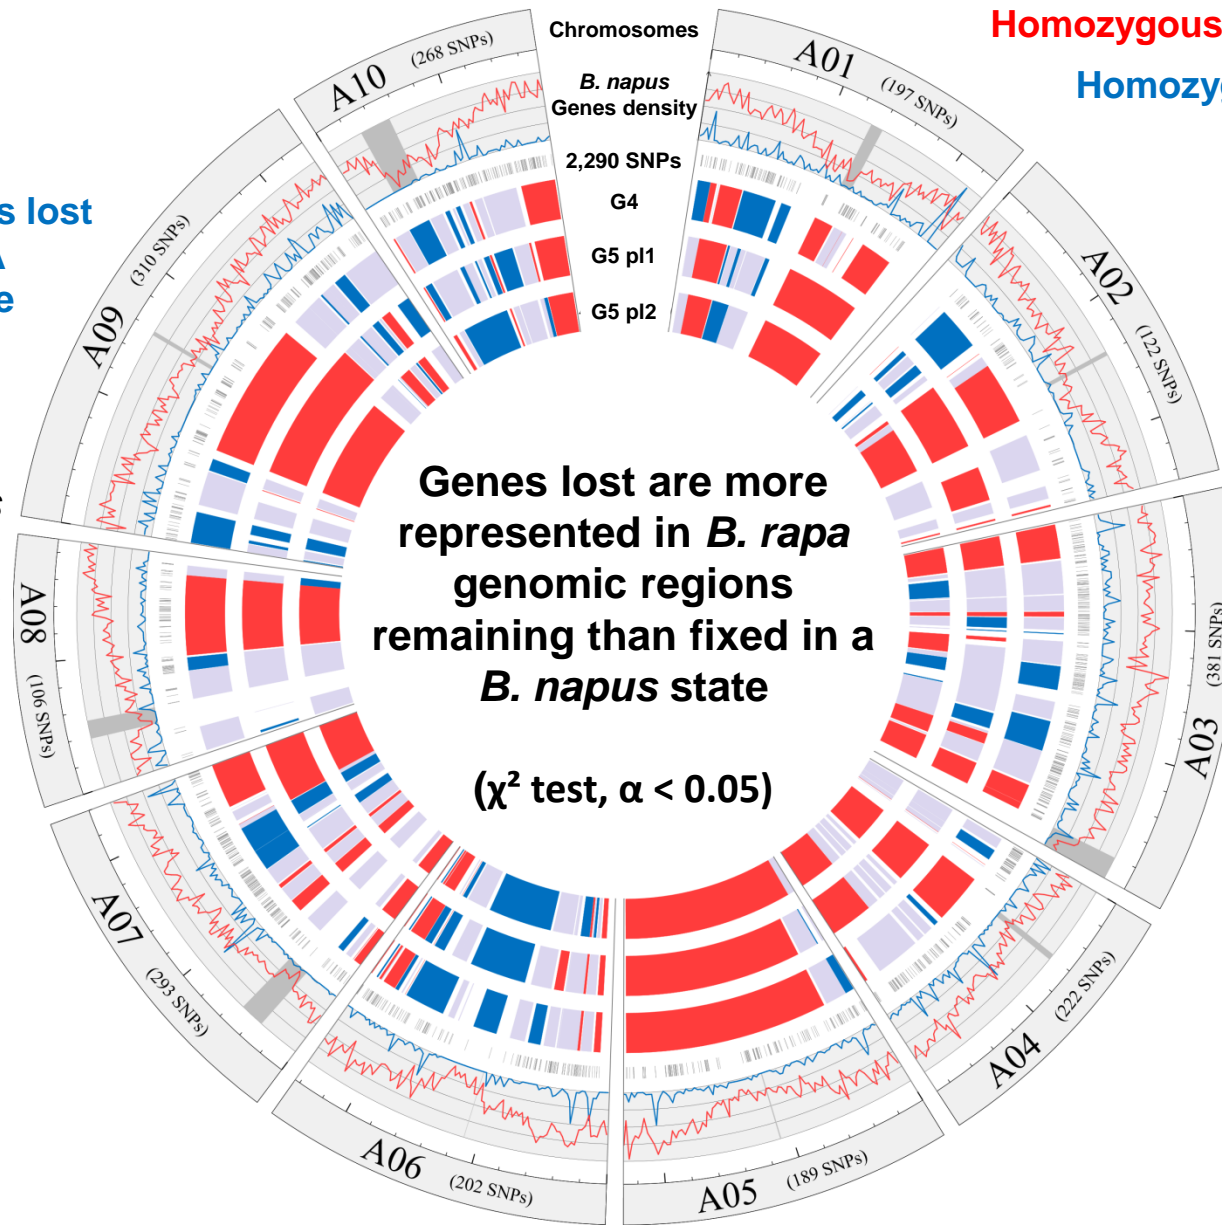 Homozygous
Chromosomes
B. napus
Genes density
2,290 SNPs
G4
G5 pl1
G5 pl2
A01 (197 SNPs)
A02 (122 SNPs)
A03 (381 SNPs)
A04 (222 SNPs)
A05 (189 SNPs)
A06 (202 SNPs)
A07 (293 SNPs)
A08 (106 SNPs)
A09 (310 SNPs)
A10 (268 SNPs)
lost
Genes lost are more
represented in B. rapa
genomic regions
remaining than fixed in a
B. napus state
(χ² test, α < 0.05)